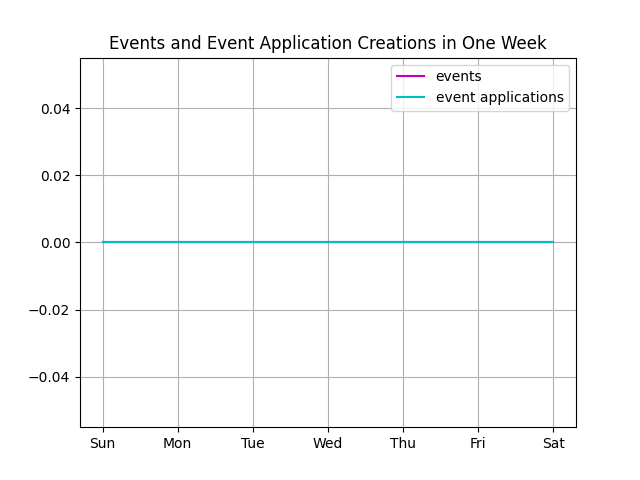 Events and Event Application Creations in One Week
events
event applications
0.04
0.02
0.00
−0.02
−0.04
Sun Mon Tue Wed Thu Fri Sat